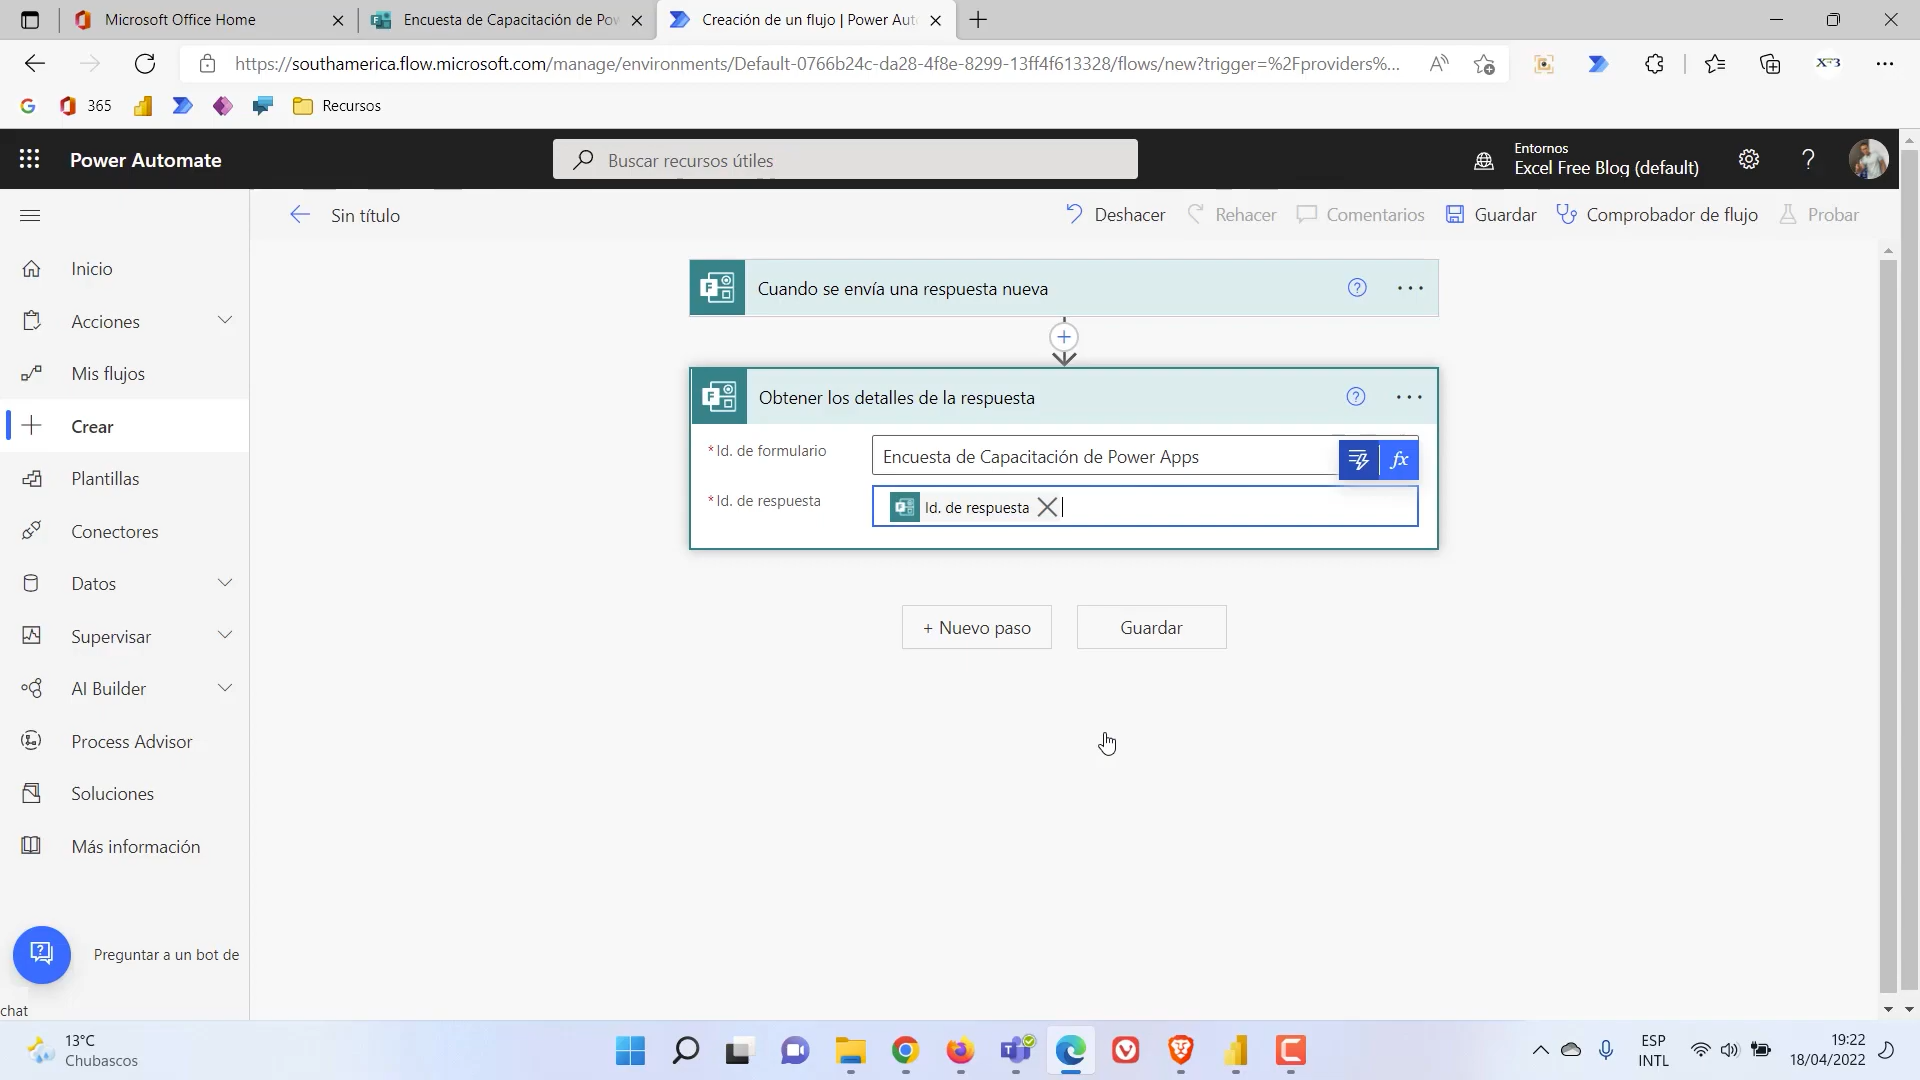 Microsoft Office Home
Encuesta de Capacitación de Pow
Creación de un flujo | Power Auto
https://southamerica.flow.microsoft.com/manage/environments/Default-0766b24c-da28-4f8e-8299-13ff4f613328/flows/new?trigger=%2Fproviders%...
365
Recursos
Power Automate
Buscar recursos útiles
Entornos
Excel Free Blog (default)
Sin título
Deshacer
Rehacer
Comentarios
Guardar
Comprobador de flujo
Probar
Inicio
Acciones
Mis flujos
Crear
Plantillas
Conectores
Datos
Supervisar
AI Builder
Process Advisor
Soluciones
Más información
Preguntar a un bot de
chat
Cuando se envía una respuesta nueva
Obtener los detalles de la respuesta
*Id. de formulario
Encuesta de Capacitación de Power Apps
fx
*Id. de respuesta
Id. de respuesta
+ Nuevo paso
Guardar
13°C
Chubascos
ESP
INTL
19:22
18/04/2022